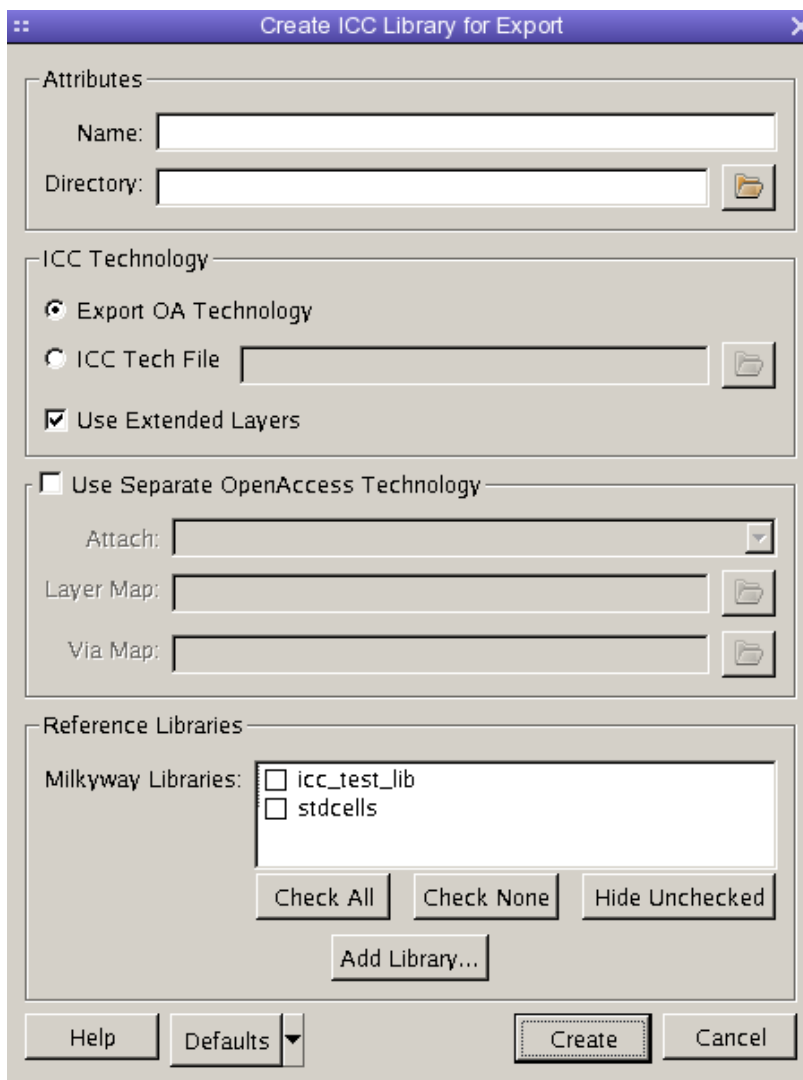 Create ICC Library for Export
Attributes
Name:
Directory:
ICC Technology
Export OA Technology
ICC Tech File
Use Extended Layers
Use Separate OpenAccess Technology
Attach:
Layer Map:
Via Map:
Reference Libraries
Milkyway Libraries:
icc_test_lib
stdcells
Check All Check None Hide Unchecked
Add Library...
Help Defaults Create Cancel